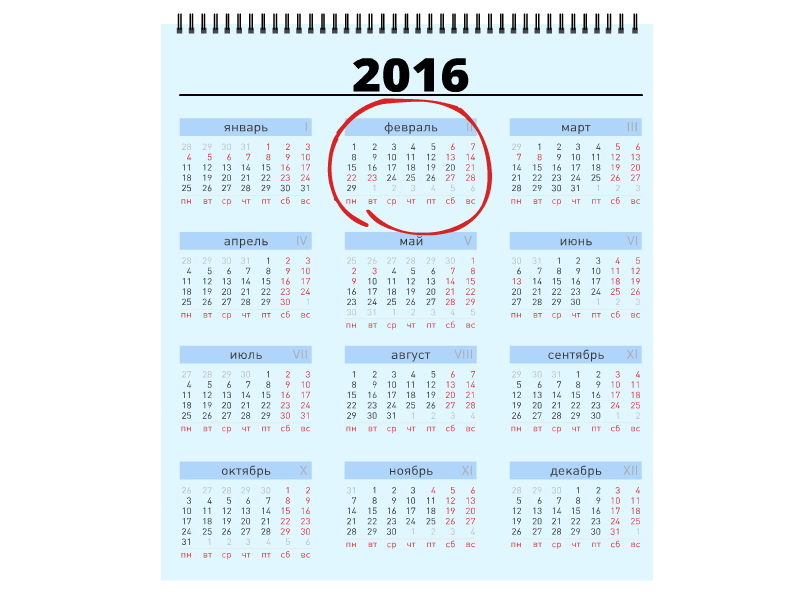 2016
январь I
28 29 30 31 1 2 3
4 5 6 7 8 9 10
11 12 13 14 15 16 17
18 19 20 21 22 23 24
25 26 27 28 29 30 31
пн вт ср чт пт сб вс
февраль II
1 2 3 4 5 6 7
8 9 10 11 12 13 14
15 16 17 18 19 20 21
22 23 24 25 26 27 28
29 1 2 3 4 5 6
пн вт ср чт пт сб вс
март III
29 1 2 3 4 5 6
7 8 9 10 11 12 13
14 15 16 17 18 19 20
21 22 23 24 25 26 27
28 29 30 31 1 2 3
пн вт ср чт пт сб вс
апрель IV
28 29 30 31 1 2 3
4 5 6 7 8 9 10
11 12 13 14 15 16 17
18 19 20 21 22 23 24
25 26 27 28 29 30 1
пн вт ср чт пт сб вс
май V
25 26 27 28 29 30 1
2 3 4 5 6 7 8
9 10 11 12 13 14 15
16 17 18 19 20 21 22
23 24 25 26 27 28 29
30 31 1 2 3 4 5
пн вт ср чт пт сб вс
июнь VI
30 31 1 2 3 4 5
6 7 8 9 10 11 12
13 14 15 16 17 18 19
20 21 22 23 24 25 26
27 28 29 30 1 2 3
пн вт ср чт пт сб вс
июль VII
27 28 29 30 1 2 3
4 5 6 7 8 9 10
11 12 13 14 15 16 17
18 19 20 21 22 23 24
25 26 27 28 29 30 31
пн вт ср чт пт сб вс
август VIII
1 2 3 4 5 6 7
8 9 10 11 12 13 14
15 16 17 18 19 20 21
22 23 24 25 26 27 28
29 30 31 1 2 3 4
пн вт ср чт пт сб вс
сентябрь XI
29 30 31 1 2 3 4
5 6 7 8 9 10 11
12 13 14 15 16 17 18
19 20 21 22 23 24 25
26 27 28 29 30 1 2
пн вт ср чт пт сб вс
октябрь X
26 27 28 29 30 1 2
3 4 5 6 7 8 9
10 11 12 13 14 15 16
17 18 19 20 21 22 23
24 25 26 27 28 29 30
31 1 2 3 4 5 6
пн вт ср чт пт сб вс
ноябрь XI
31 1 2 3 4 5 6
7 8 9 10 11 12 13
14 15 16 17 18 19 20
21 22 23 24 25 26 27
28 29 30 1 2 3 4
пн вт ср чт пт сб вс
декабрь XII
28 29 30 1 2 3 4
5 6 7 8 9 10 11
12 13 14 15 16 17 18
19 20 21 22 23 24 25
26 27 28 29 30 31 1
пн вт ср чт пт сб вс